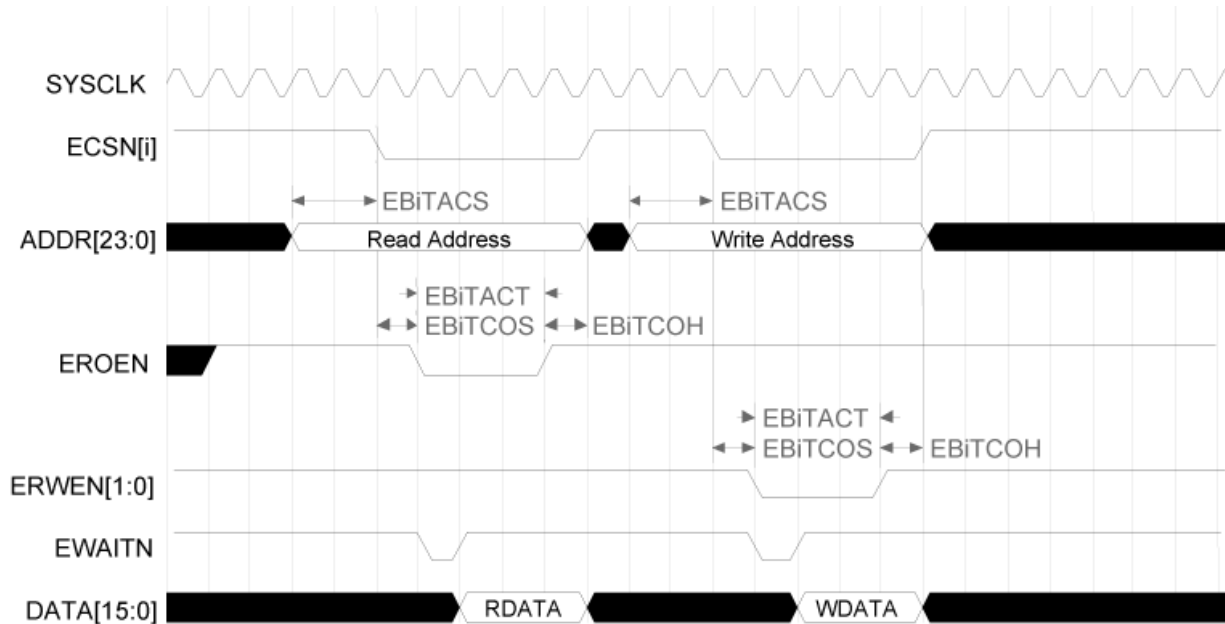 SYSCLK
ECSN[i]
EBiTACS EBiTACS
ADDR[23:0] Read Address Write Address
EBiTACT
EBiTCOS EBiTCOH
EROEN
EBiTACT
EBiTCOS EBiTCOH
ERWEN[1:0]
EWAITN
DATA[15:0] RDATA WDATA